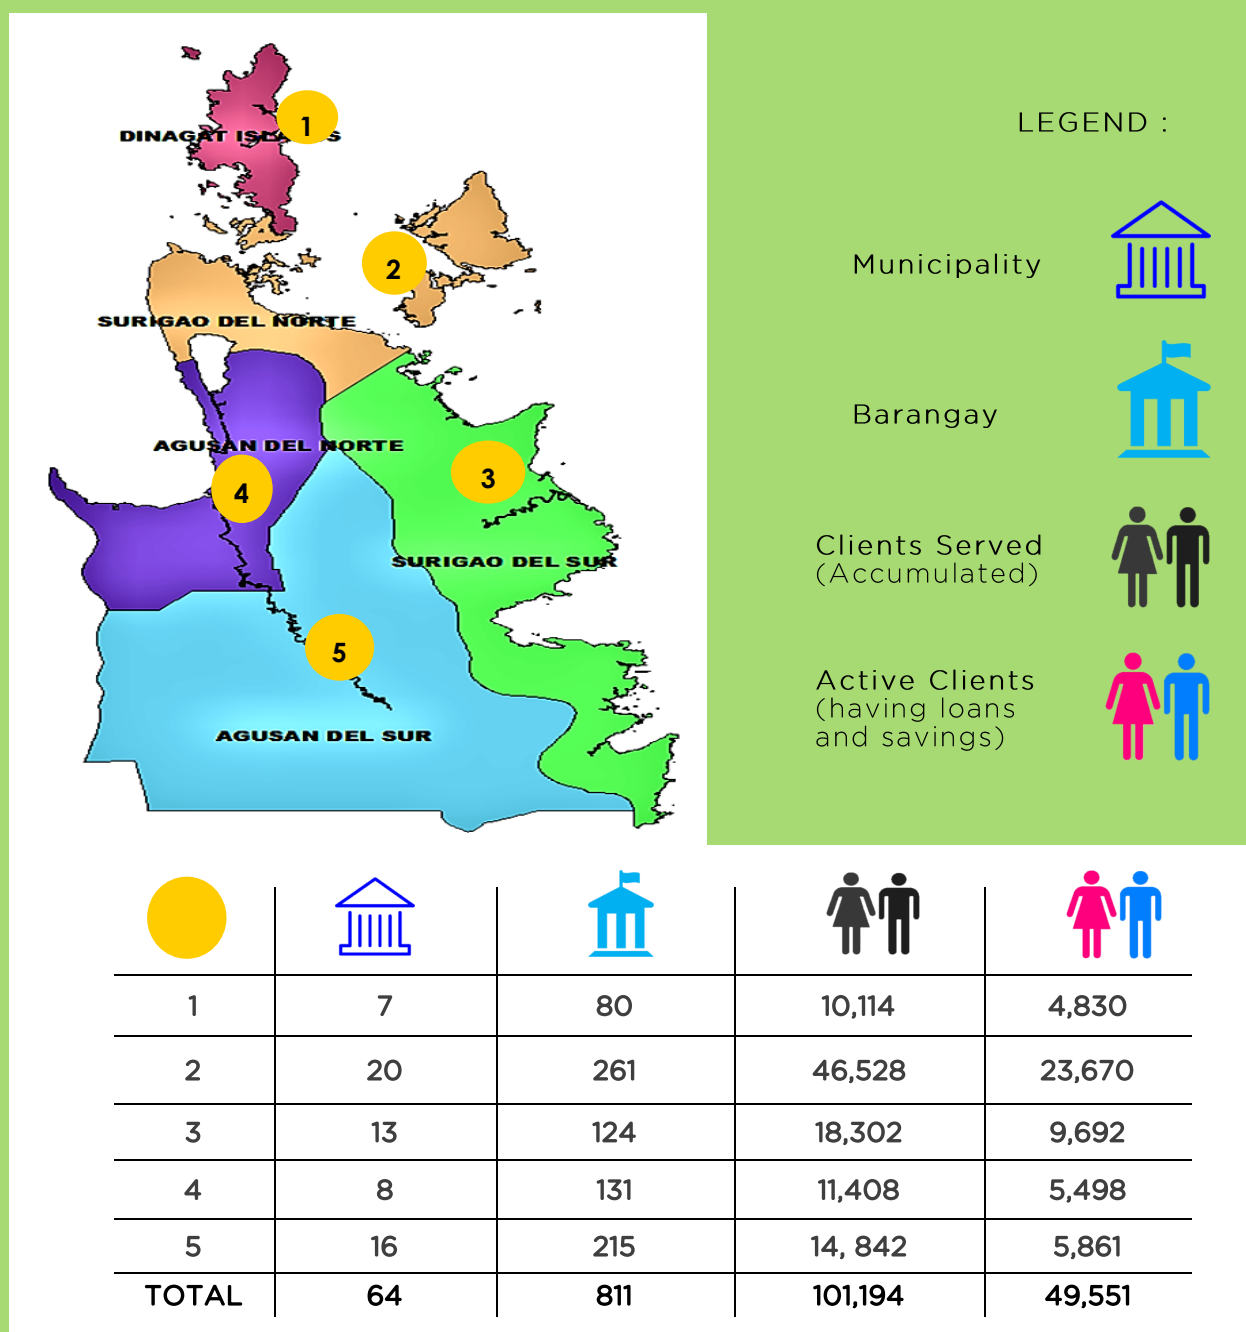 1
DINAGAT ISLANDS
2
SURIGAO DEL NORTE
AGUSAN DEL NORTE
3
4
SURIGAO DEL SUR
5
AGUSAN DEL SUR
LEGEND :
Municipality
Barangay
Clients Served
(Accumulated)
Active Clients
(having loans
and savings)
1 7 80 10,114 4,830
2 20 261 46,528 23,670
3 13 124 18,302 9,692
4 8 131 11,408 5,498
5 16 215 14, 842 5,861
TOTAL 64 811 101,194 49,551